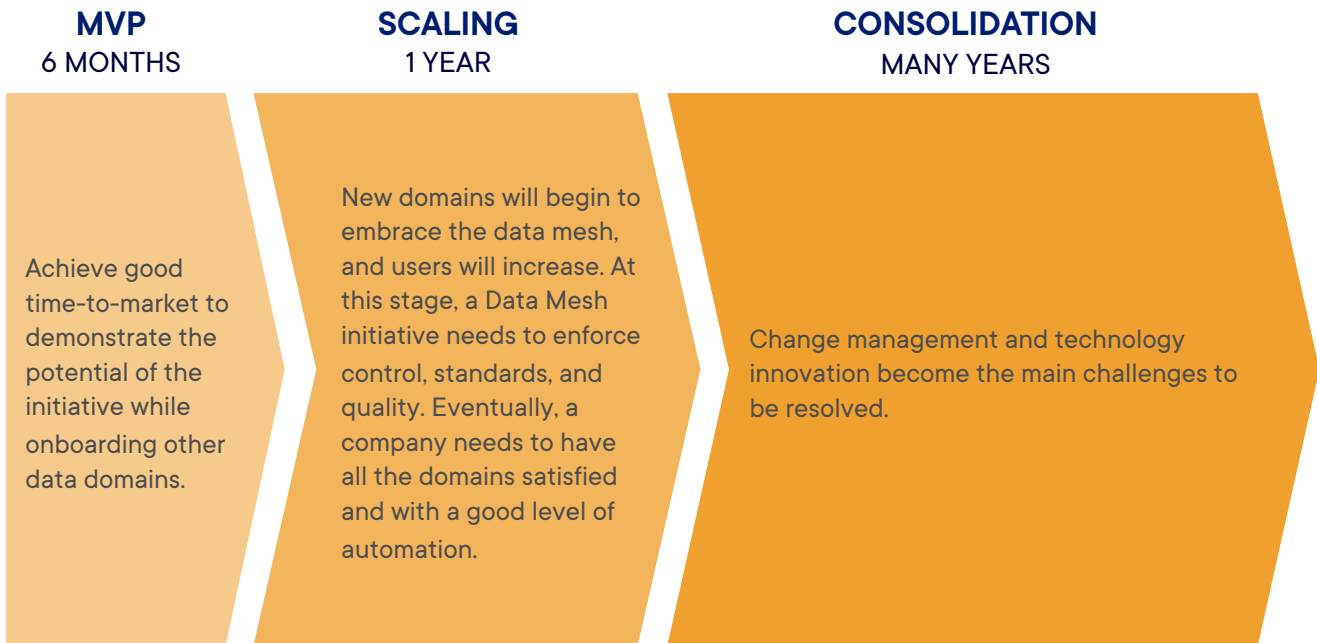 MVP
6 MONTHS
Achieve good
time-to-market to
demonstrate the
potential of the
initiative while
onboarding other
data domains.
SCALING
1 YEAR
New domains will begin to
embrace the data mesh,
and users will increase. At
this stage, a Data Mesh
initiative needs to enforce
control, standards, and
quality. Eventually, a
company needs to have
all the domains satisfied
and with a good level of
automation.
CONSOLIDATION
MANY YEARS
Change management and technology
innovation become the main challenges to
be resolved.